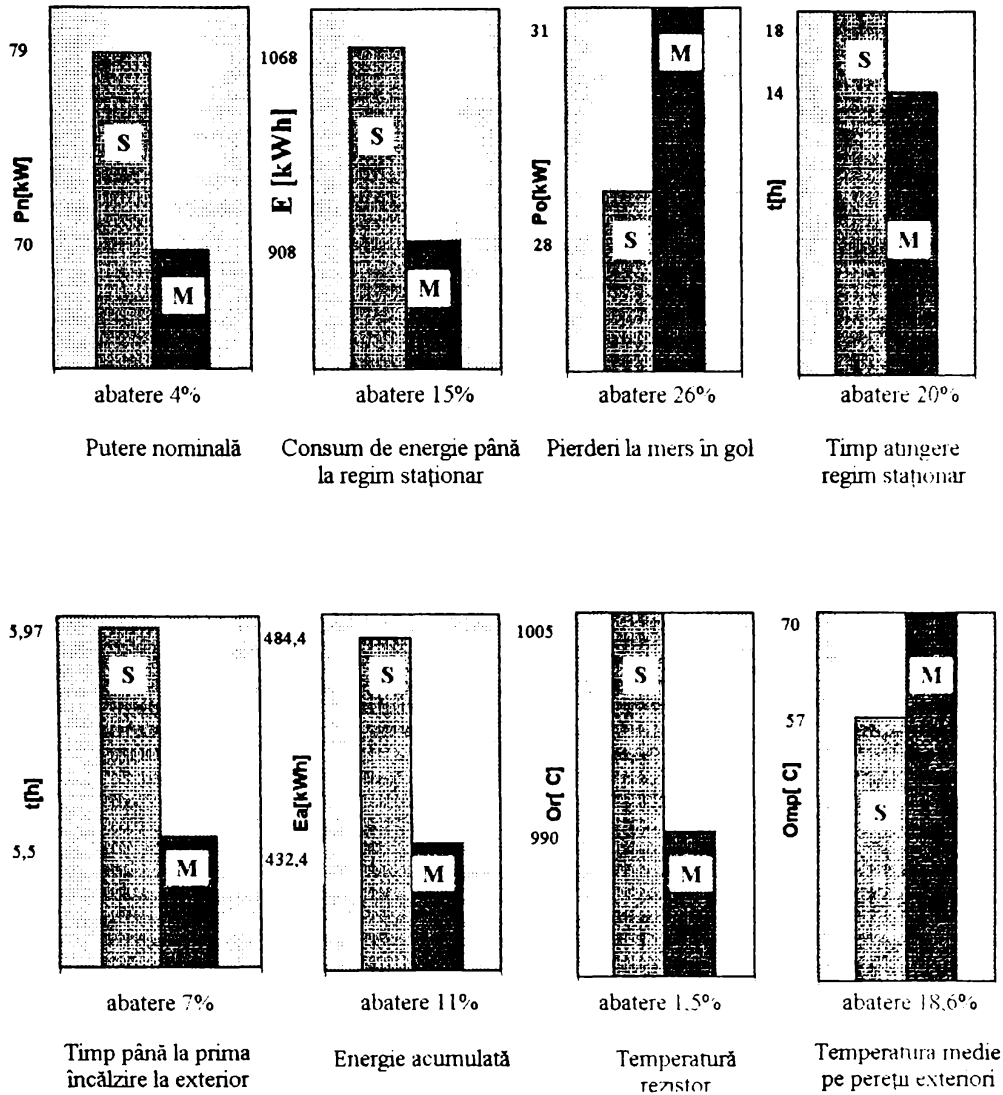 79
Pn[kW]
70
S
M
abatere 4%
Putere nominală
1068
E [kWh]
908
S
M
abatere 15%
Consum de energie până
la regim staționar
31
Po[kW]
28
S
M
abatere 26%
Pierderi la mers în gol
18
14
t[h]
S
M
abatere 20%
Timp atingere
regim staționar
5,97
t[h]
5,5
S
M
abatere 7%
Timp până la prima
încălzire la exterior
484,4
Ea[kWh]
432,4
S
M
abatere 11%
Energie acumulată
1005
Or[ C]
990
S
M
abatere 1,5%
Temperatură
rezistor
70
57
Omp[ C]
S
M
abatere 18,6%
Temperatura medie
pe pereții exteriori